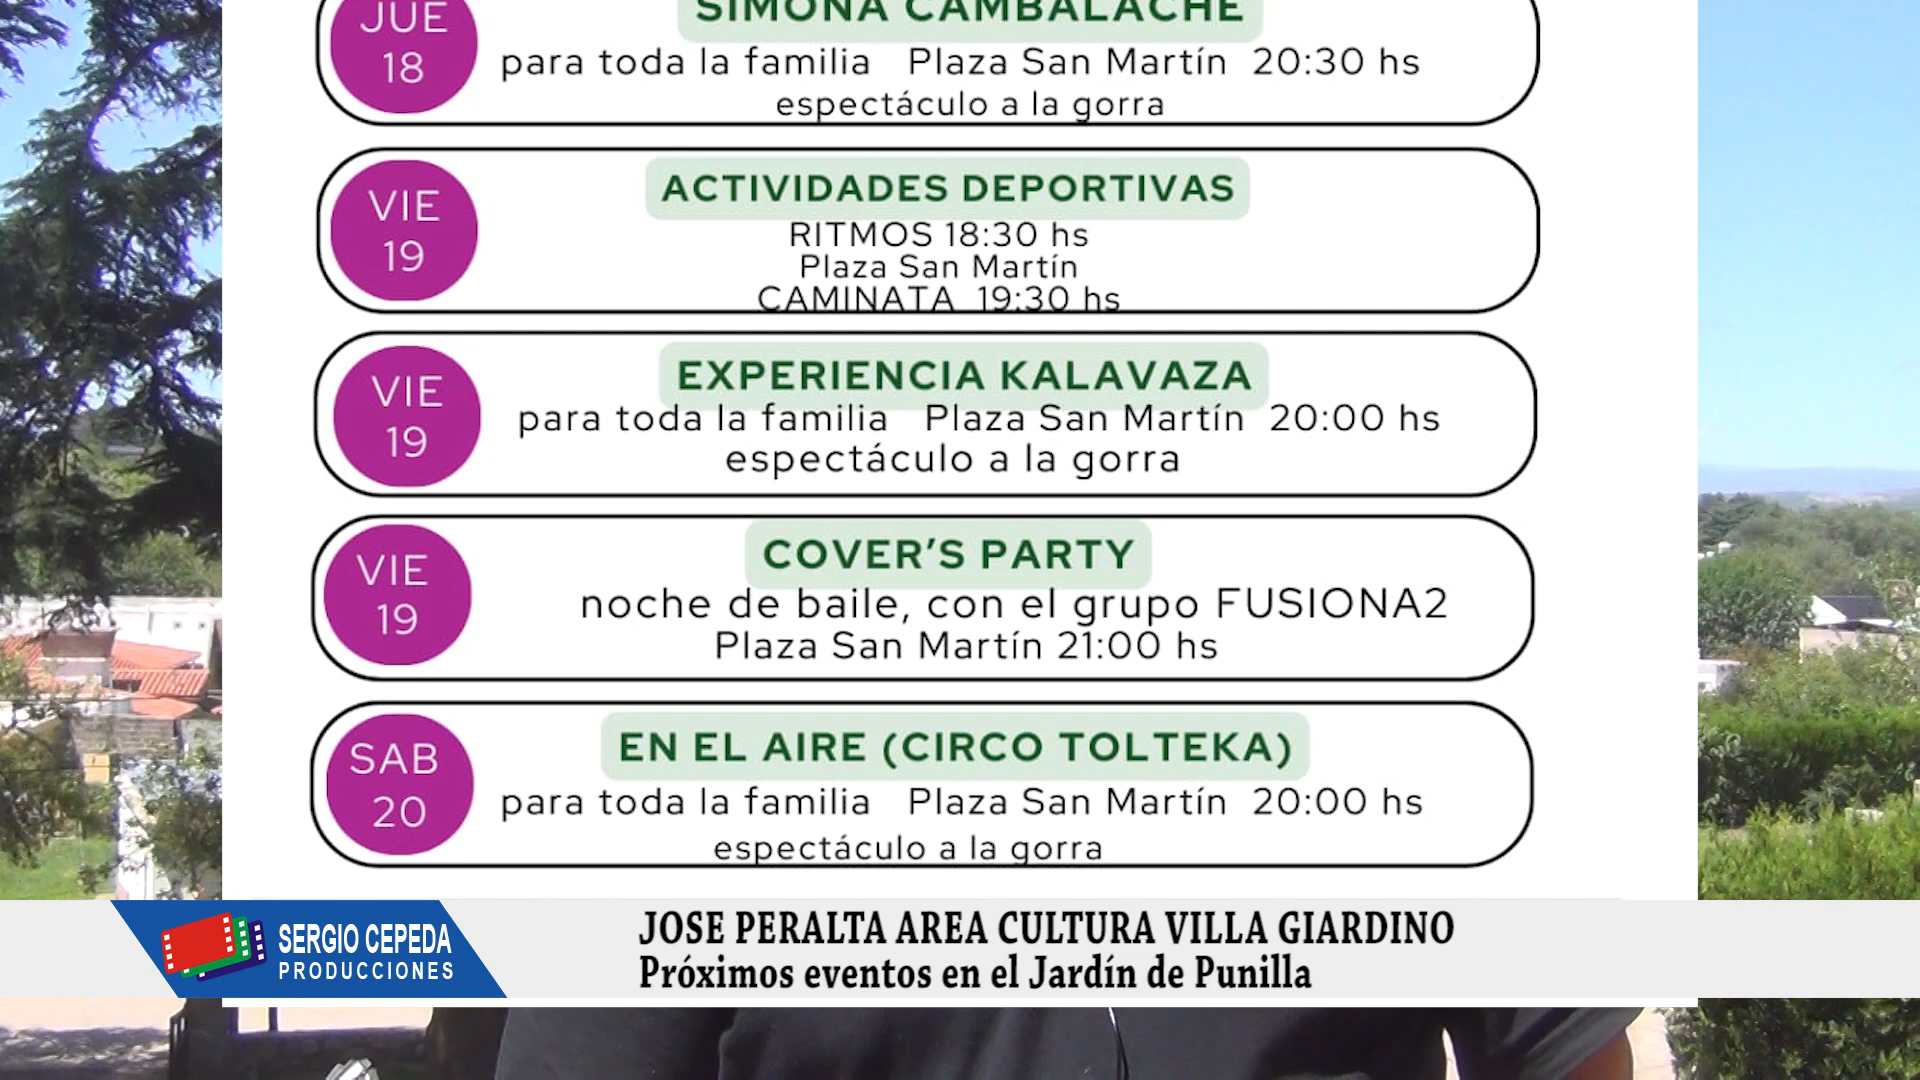 JUE
18
SIMONA CAMBALACHE
para toda la familia Plaza San Martín 20:30 hs
espectáculo a la gorra
VIE
19
ACTIVIDADES DEPORTIVAS
RITMOS 18:30 hs
Plaza San Martín
CAMINATA 19:30 hs
VIE
19
EXPERIENCIA KALAVAZA
para toda la familia Plaza San Martín 20:00 hs
espectáculo a la gorra
VIE
19
COVER'S PARTY
noche de baile, con el grupo FUSIONA2
Plaza San Martín 21:00 hs
SAB
20
EN EL AIRE (CIRCO TOLTEKA)
para toda la familia Plaza San Martín 20:00 hs
espectáculo a la gorra
SERGIO CEPEDA
PRODUCCIONES
JOSE PERALTA AREA CULTURA VILLA GIARDINO
Próximos eventos en el Jardín de Punilla